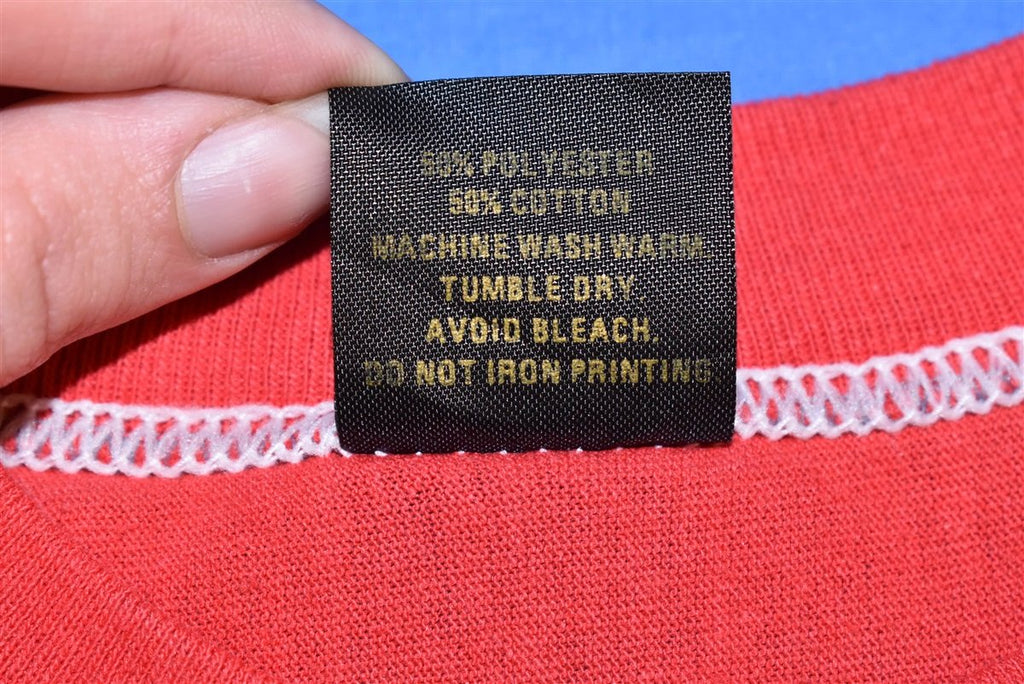 50% POLYESTER
50% COTTON
MACHINE WASH WARM.
TUMBLE DRY.
AVOID BLEACH.
DO NOT IRON PRINTING